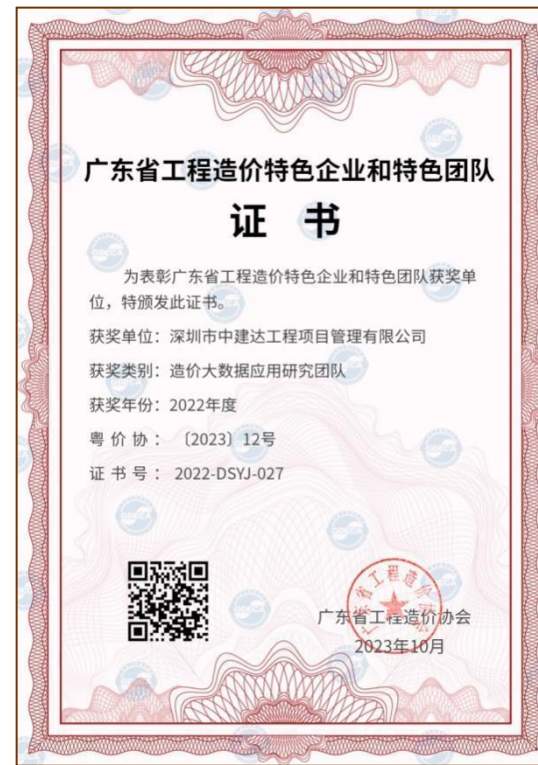 广东省工程造价特色企业和特色团队
证 书
为表彰广东省工程造价特色企业和特色团队获奖单
位，特颁发此证书。
获奖单位：深圳市中建达工程项目管理有限公司
获奖类别：造价大数据应用研究团队
获奖年份：2022年度
粤 价 协 ：〔2023〕12号
证 书 号 ： 2022-DSYJ-027
广东省工程造价协会
2023年10月